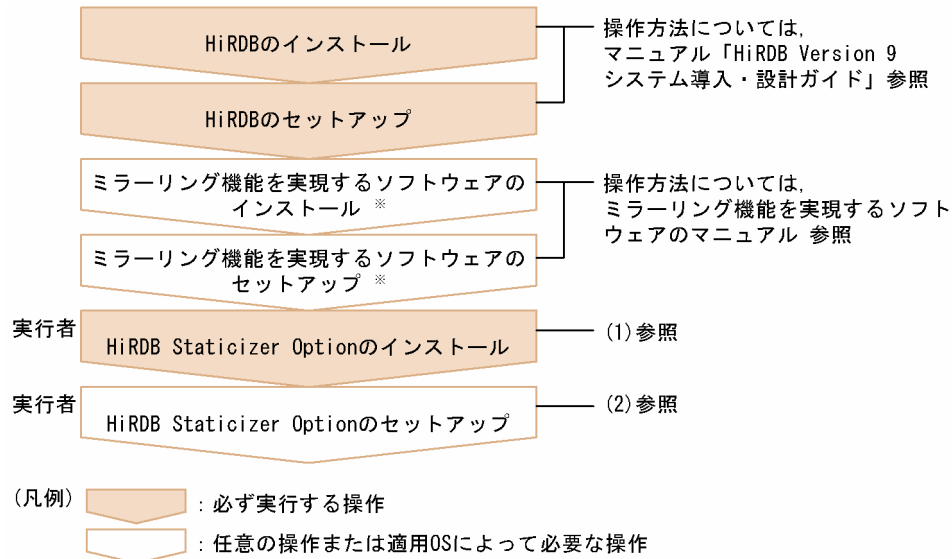 HiRDBのインストール
操作方法については,
マニュアル「HiRDB Version 9
システム導入・設計ガイド」参照
HiRDBのセットアップ
ミラーリング機能を実現するソフトウェアの
インストール ※
操作方法については,
ミラーリング機能を実現するソフト
ウェアのマニュアル 参照
ミラーリング機能を実現するソフトウェアの
セットアップ ※
実行者
HiRDB Staticizer Optionのインストール
(1)参照
実行者
HiRDB Staticizer Optionのセットアップ
(2)参照
(凡例)
:必ず実行する操作
:任意の操作または適用OSによって必要な操作